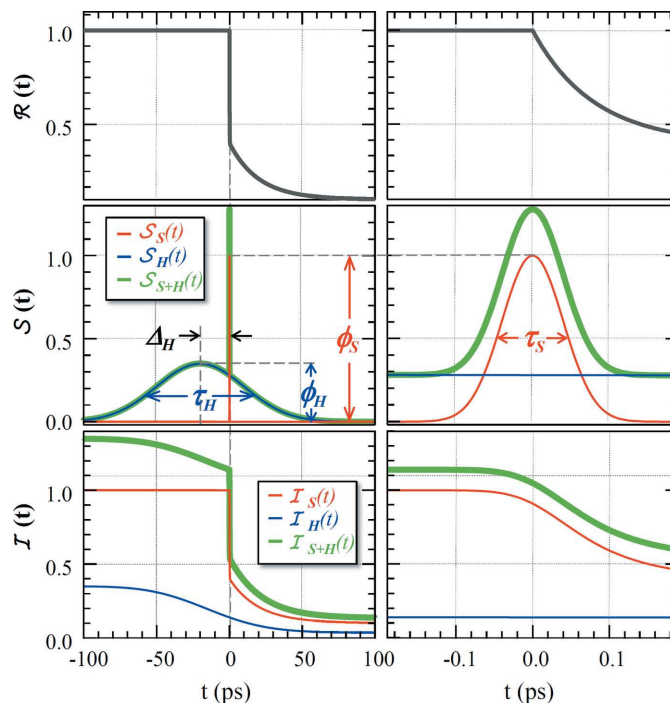 R (t)
1.0
0.5
S (t)
1.0
0.5
0.0
S_S(t)
S_H(t)
S_{S+H}(t)
Δ_H
τ_H
ϕ_H
ϕ_S
τ_S
I (t)
1.0
0.5
0.0
I_S(t)
I_H(t)
I_{S+H}(t)
-100 -50 0 50 100
-0.1 0.0 0.1
t (ps) t (ps)